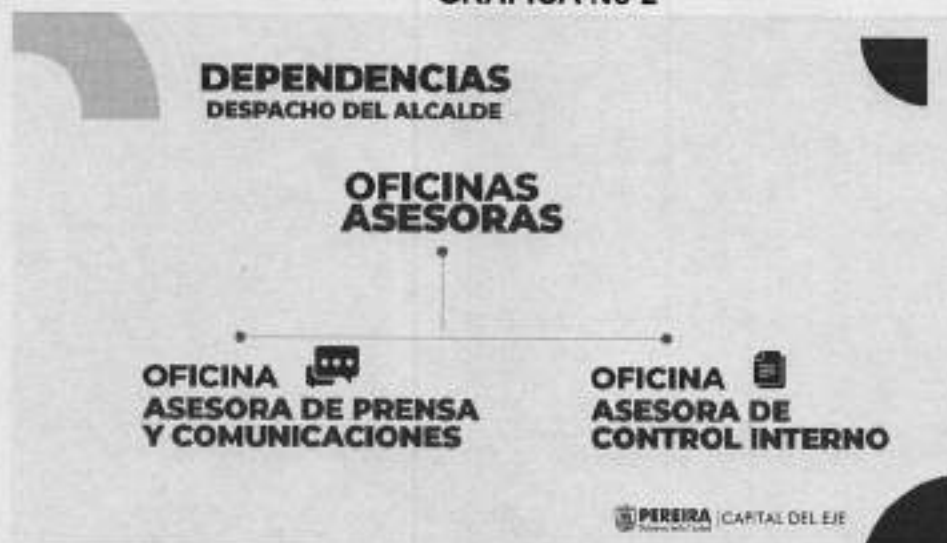 DEPENDENCIAS
DESPACHO DEL ALCALDE
OFICINAS
ASESORAS
OFICINA
ASESORA DE PRENSA
Y COMUNICACIONES
OFICINA
ASESORA DE
CONTROL INTERNO
PEREIRA CAPITAL DEL EJE